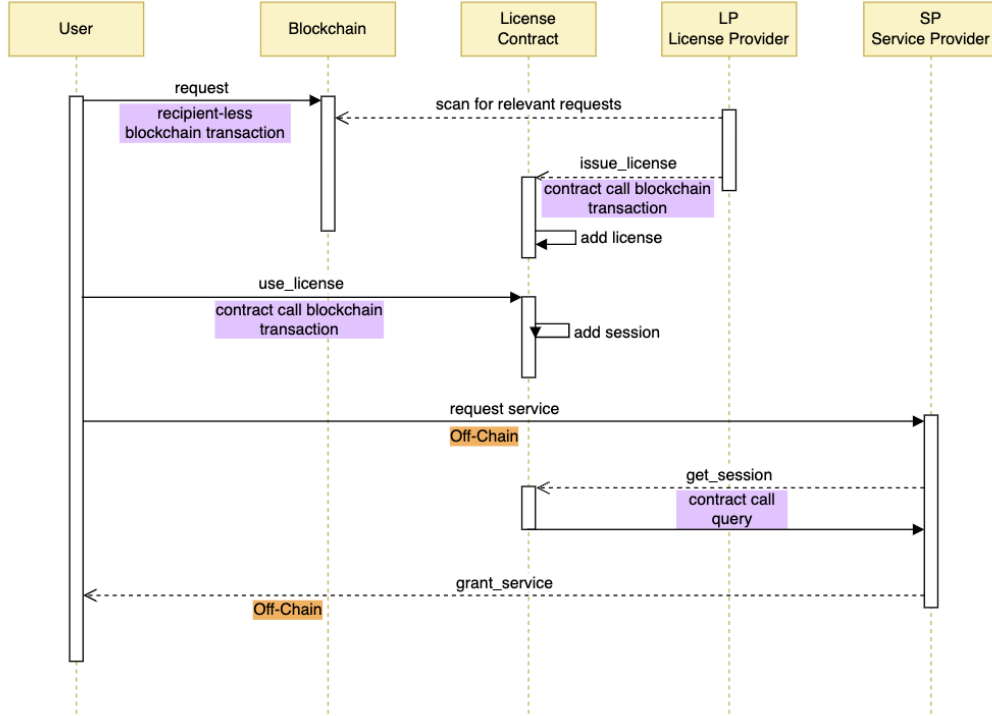 User
Blockchain
License
Contract
LP
License Provider
SP
Service Provider
request
recipient-less
blockchain transaction
scan for relevant requests
issue_license
contract call blockchain
transaction
add license
use_license
contract call blockchain
transaction
add session
request service
Off-Chain
get_session
contract call
query
grant_service
Off-Chain